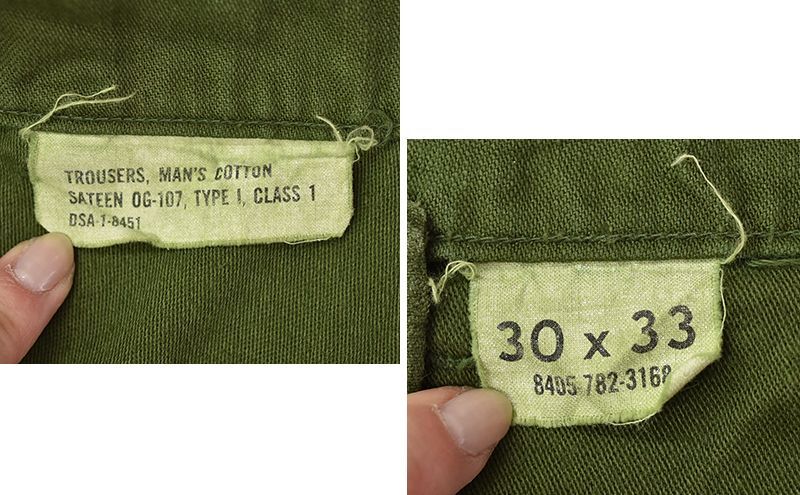 TROUSERS, MAN'S COTTON
SATEEN OG-107, TYPE I, CLASS 1
DSA-1-8451
30 x 33
8405-782-3168